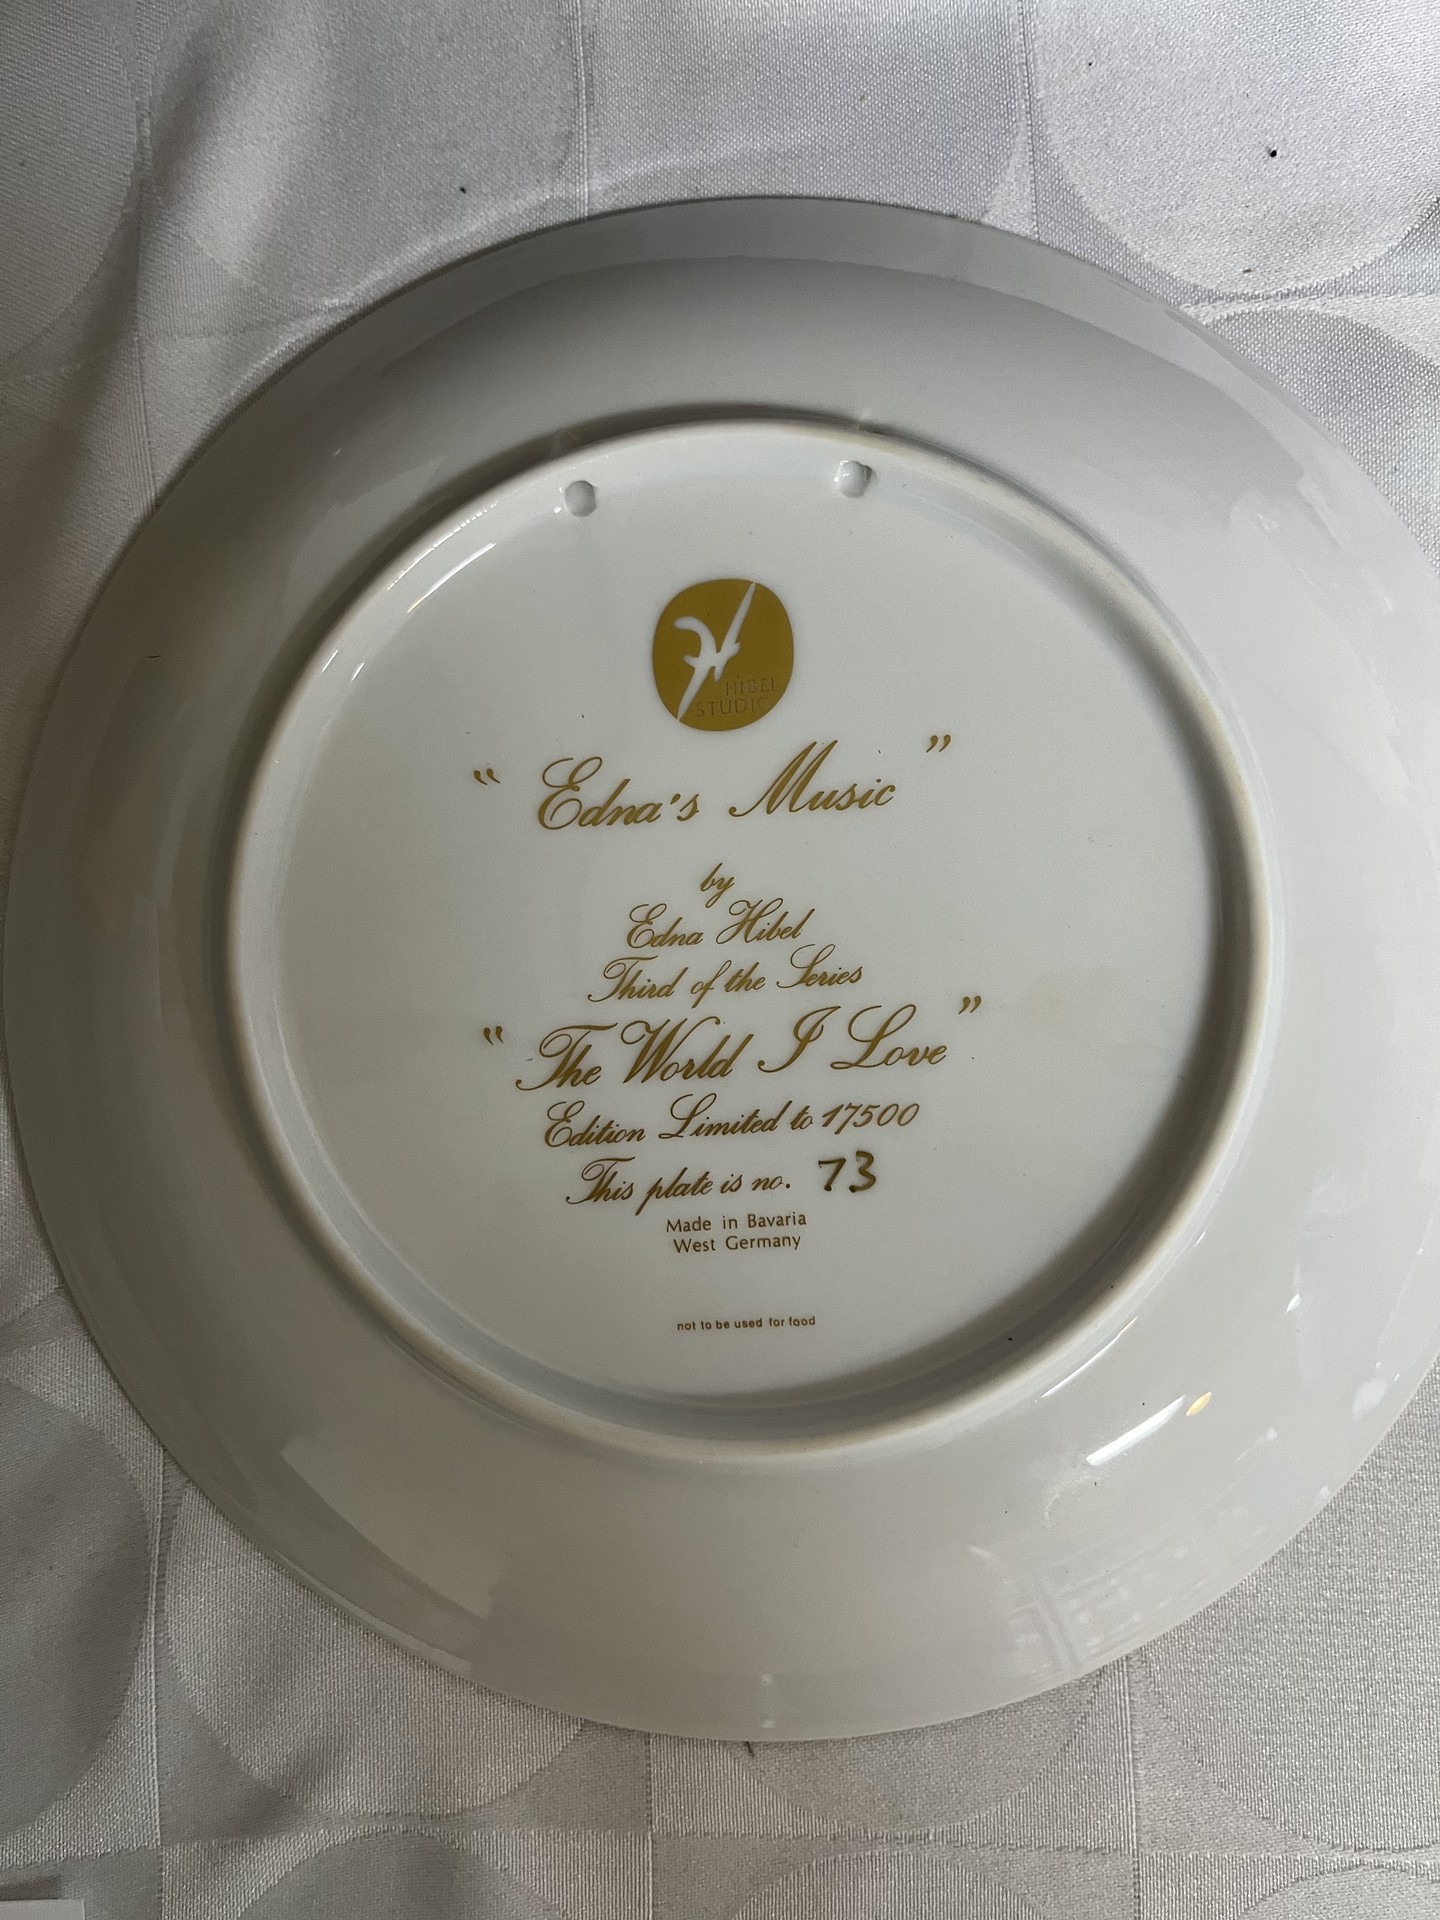 HIBEL
STUDIO
" Edna's Music "
by
Edna Hibel
Third of the Series
" The World I Love "
Edition Limited to 17500
This plate is no. 73
Made in Bavaria
West Germany
not to be used for food